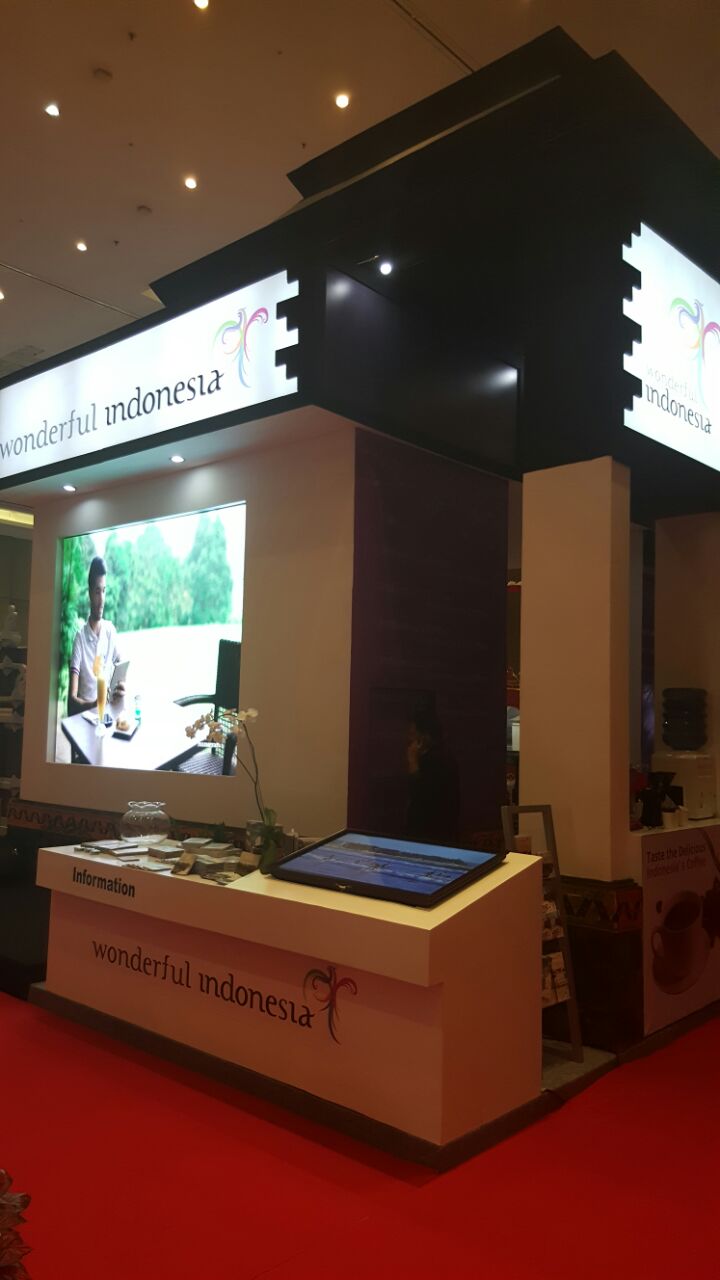 wonderful indonesia
wonderful
indonesia
Information
wonderful indonesia
Taste the Delicious
Indonesia's Coffee